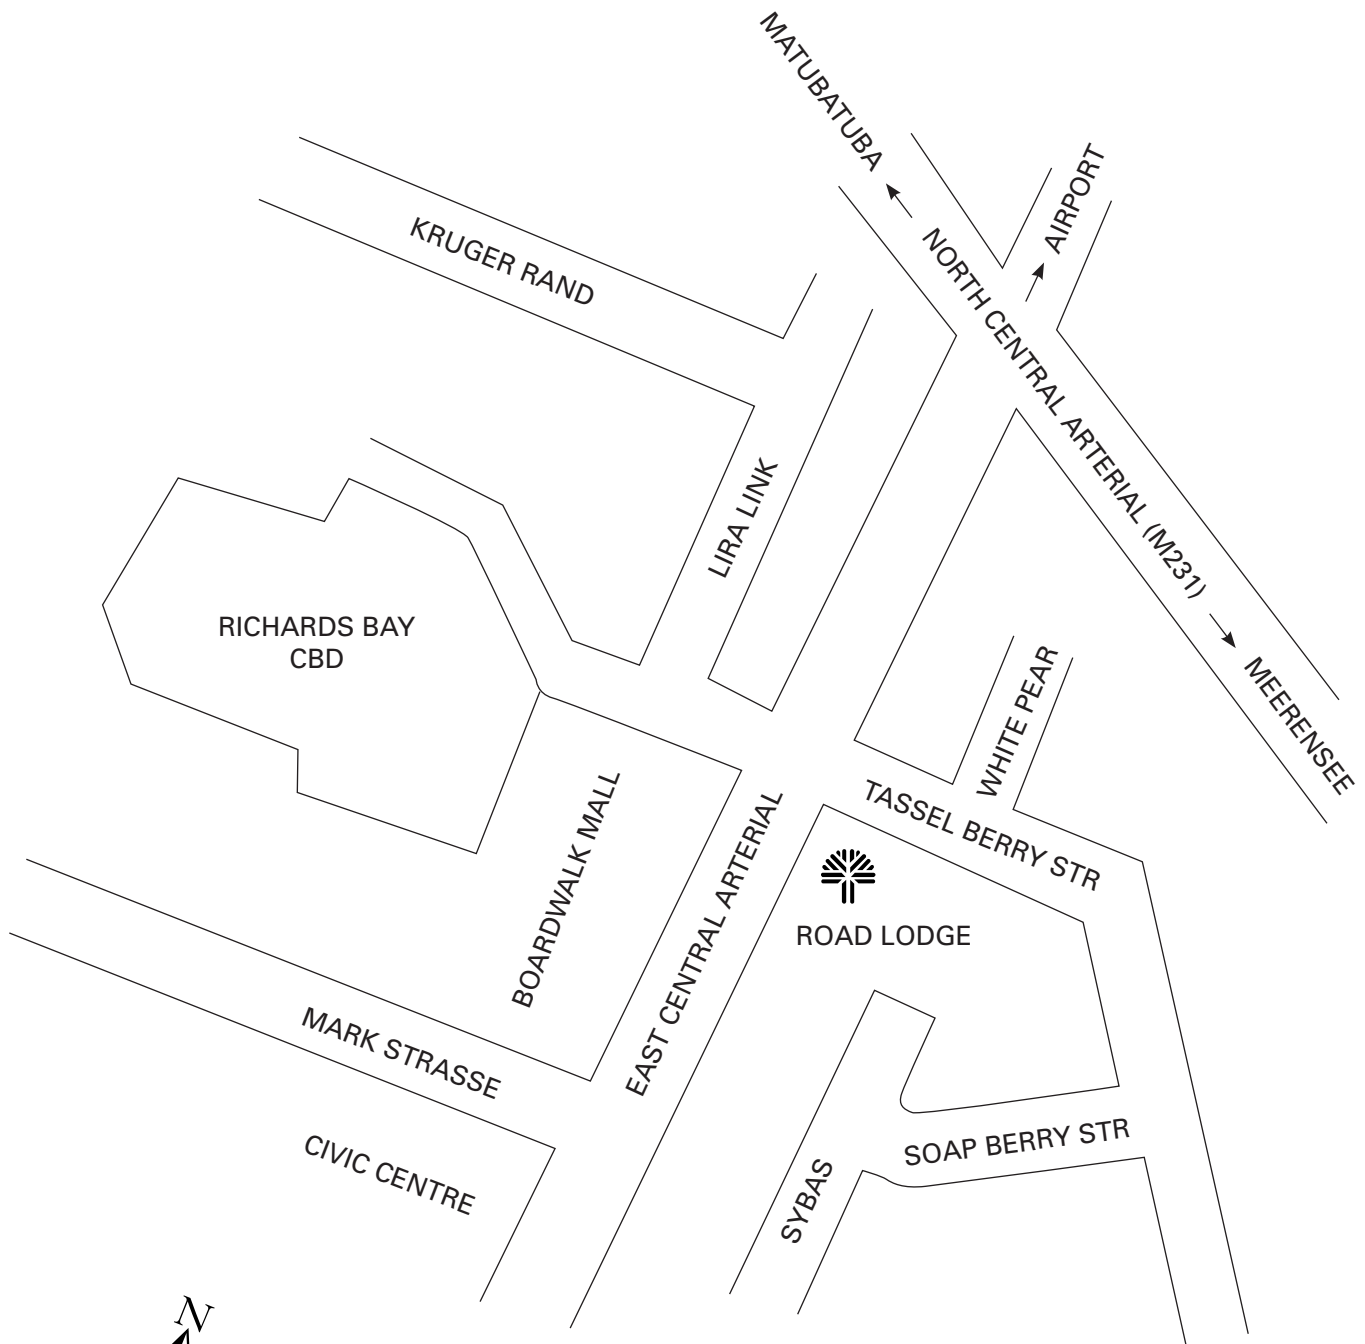 MATUBATUBA
AIRPORT
KRUGER RAND
NORTH CENTRAL ARTERIAL (M231)
LIRA LINK
RICHARDS BAY
CBD
WHITE PEAR
MEERENSEE
TASSEL BERRY STR
BOARDWALK MALL
EAST CENTRAL ARTERIAL
ROAD LODGE
MARK STRASSE
SOAP BERRY STR
CIVIC CENTRE
SYBAS
N